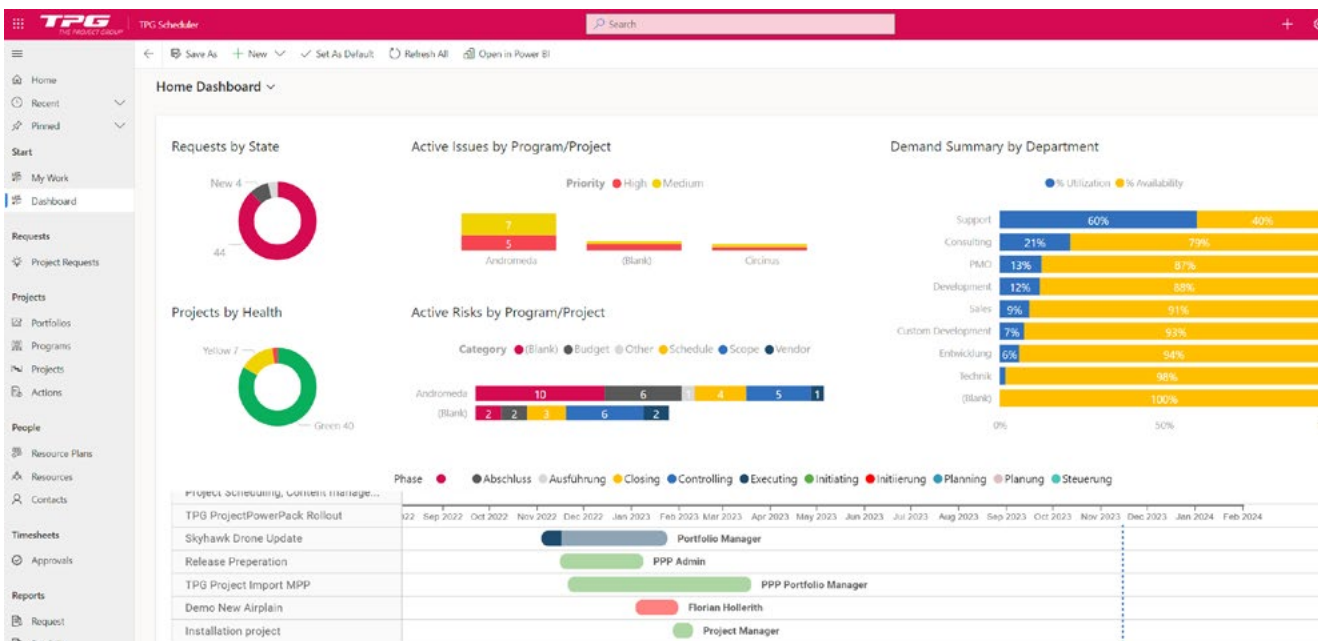 TPG
THE PROJECT GROUP
TPG Scheduler
Search
Save As
New
Set As Default
Refresh All
Open in Power BI
Home
Recent
Pinned
Start
My Work
Dashboard
Requests
Project Requests
Projects
Portfolios
Programs
Projects
Actions
People
Resource Plans
Resources
Contacts
Timesheets
Approvals
Reports
Request
Home Dashboard
Requests by State
New 4
44
Active Issues by Program/Project
Priority High Medium
7
5
Andromeda (Blank) Circinus
Demand Summary by Department
% Utilization % Availability
Support 60% 40%
Consulting 21% 79%
PMO 13% 87%
Development 12% 88%
Sales 9% 91%
Custom Development 7% 93%
Entwicklung 6% 94%
Technik 98%
(Blank) 100%
0% 50%
Projects by Health
Yellow 7
Green 40
Active Risks by Program/Project
Category (Blank) Budget Other Schedule Scope Vendor
Andromeda 10 6 1 4 5 1
(Blank) 2 2 3 6 2
Phase Abschluss Ausführung Closing Controlling Executing Initiating Initiierung Planning Planung Steuerung
Project Scheduling, Content manage...
22 Sep 2022 Oct 2022 Nov 2022 Dec 2022 Jan 2023 Feb 2023 Mar 2023 Apr 2023 May 2023 Jun 2023 Jul 2023 Aug 2023 Sep 2023 Oct 2023 Nov 2023 Dec 2023 Jan 2024 Feb 2024
TPG ProjectPowerPack Rollout
Skyhawk Drone Update Portfolio Manager
Release Preperation PPP Admin
TPG Project Import MPP PPP Portfolio Manager
Demo New Airplain Florian Hollerith
Installation project Project Manager